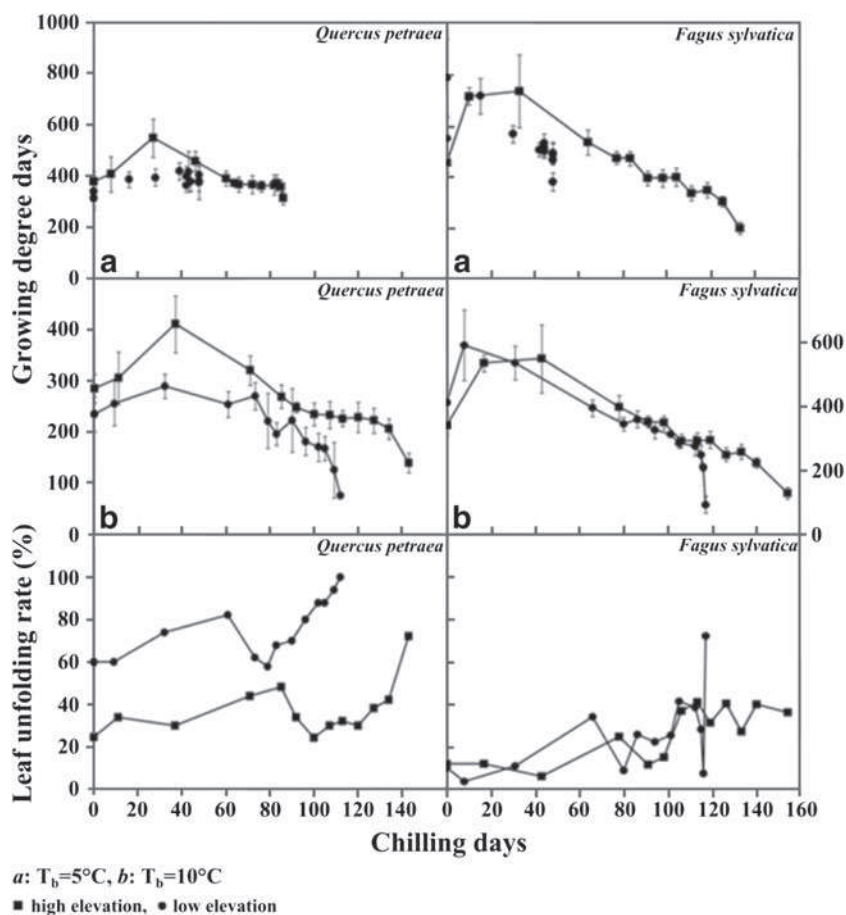 Growing degree days
Leaf unfolding rate (%)
1000
800
600
400
200
0
Quercus petraea
a
Fagus sylvatica
a
400
300
200
100
0
Quercus petraea
b
Fagus sylvatica
b
600
400
200
0
100
80
60
40
20
0
Quercus petraea
Fagus sylvatica
0 20 40 60 80 100 120 140
0 20 40 60 80 100 120 140 160
Chilling days
a: Tb=5°C, b: Tb=10°C
■ high elevation, ● low elevation